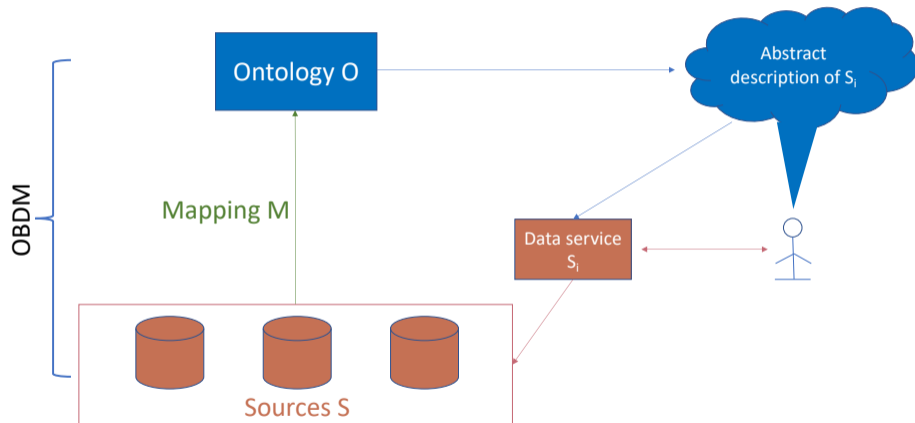 Ontology O
Abstract
description of Si
OBDM
Mapping M
Data service
Si
Sources S